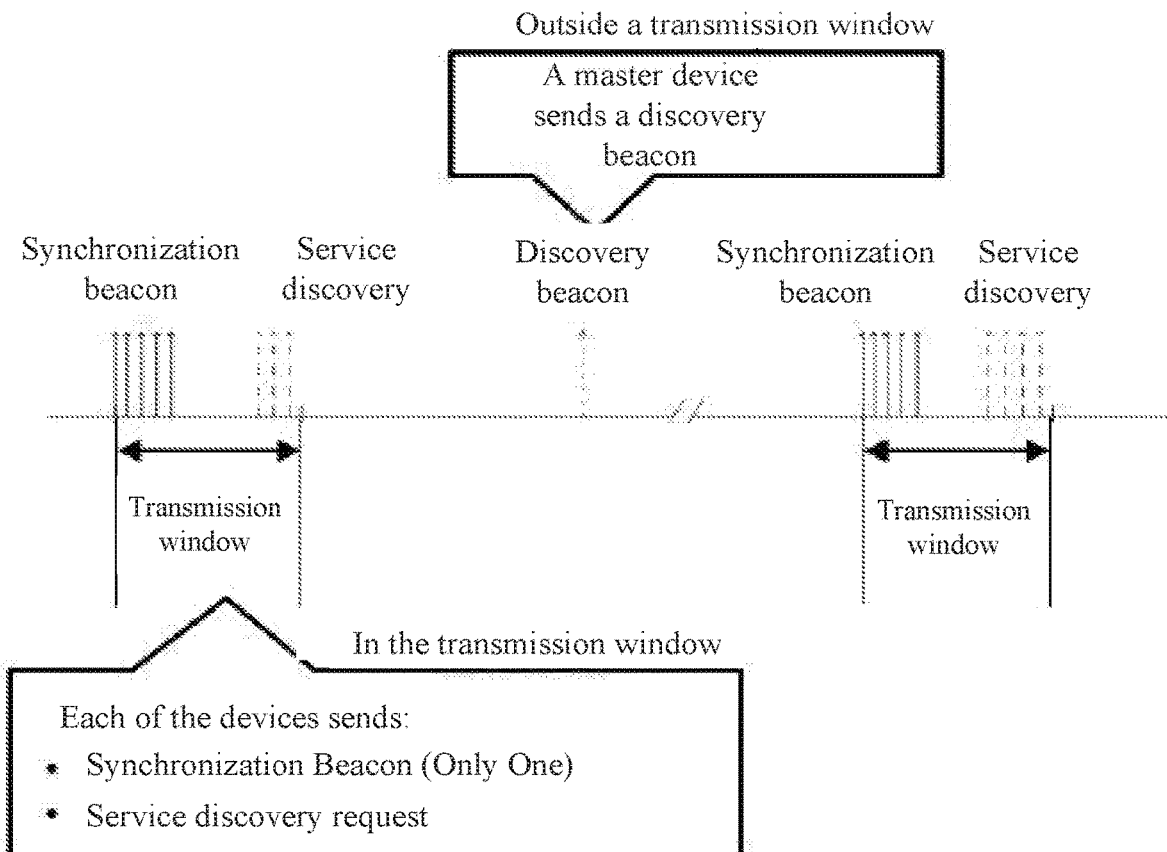 Outside a transmission window
A master device
sends a discovery
beacon
Synchronization
beacon
Service
discovery
Discovery
beacon
Synchronization
beacon
Service
discovery
Transmission
window
Transmission
window
In the transmission window
Each of the devices sends:
Synchronization Beacon (Only One)
Service discovery request